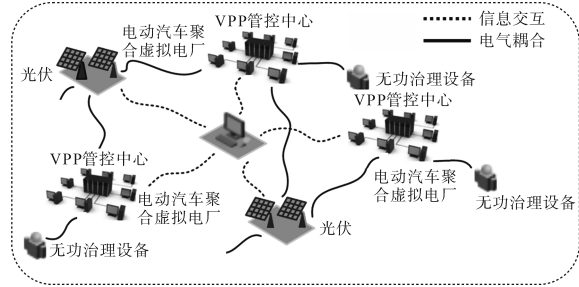 电动汽车聚
合虚拟电厂
VPP管控中心
信息交互
电气耦合
光伏
无功治理设备
VPP管控中心
VPP管控中心
电动汽车聚
合虚拟电厂
电动汽车聚
合虚拟电厂
无功治理设备
光伏
无功治理设备